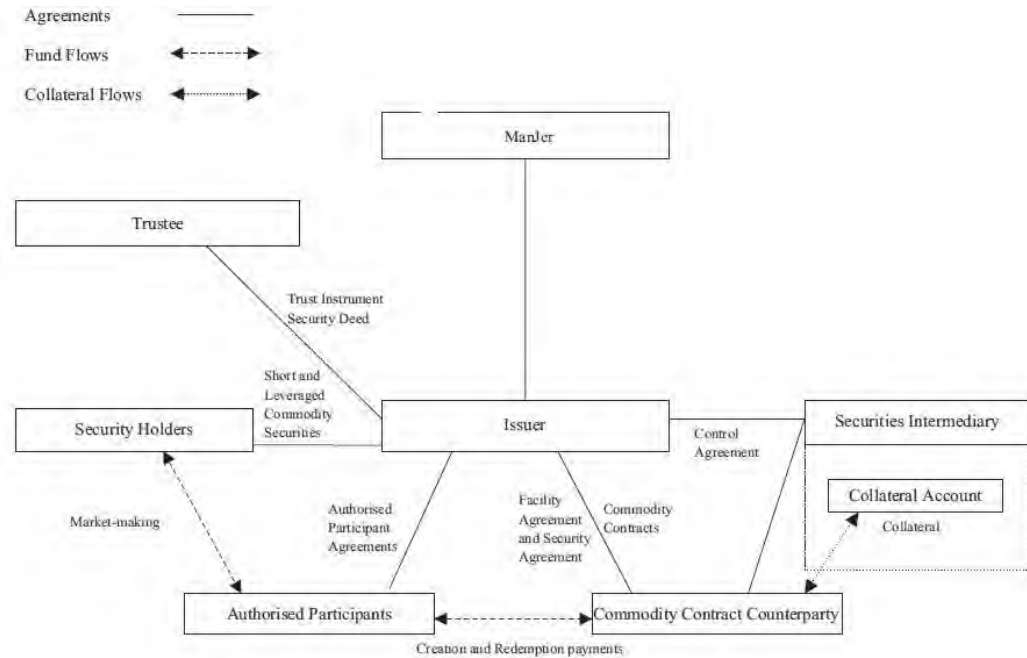 Agreements
Fund Flows
Collateral Flows
ManJer
Trustee
Trust Instrument
Security Deed
Short and
Leveraged
Commodity
Securities
Security Holders
Issuer
Control
Agreement
Securities Intermediary
Collateral Account
Collateral
Market-making
Authorised
Participant
Agreements
Facility
Agreement
and Security
Agreement
Commodity
Contracts
Authorised Participants
Commodity Contract Counterparty
Creation and Redemption payments